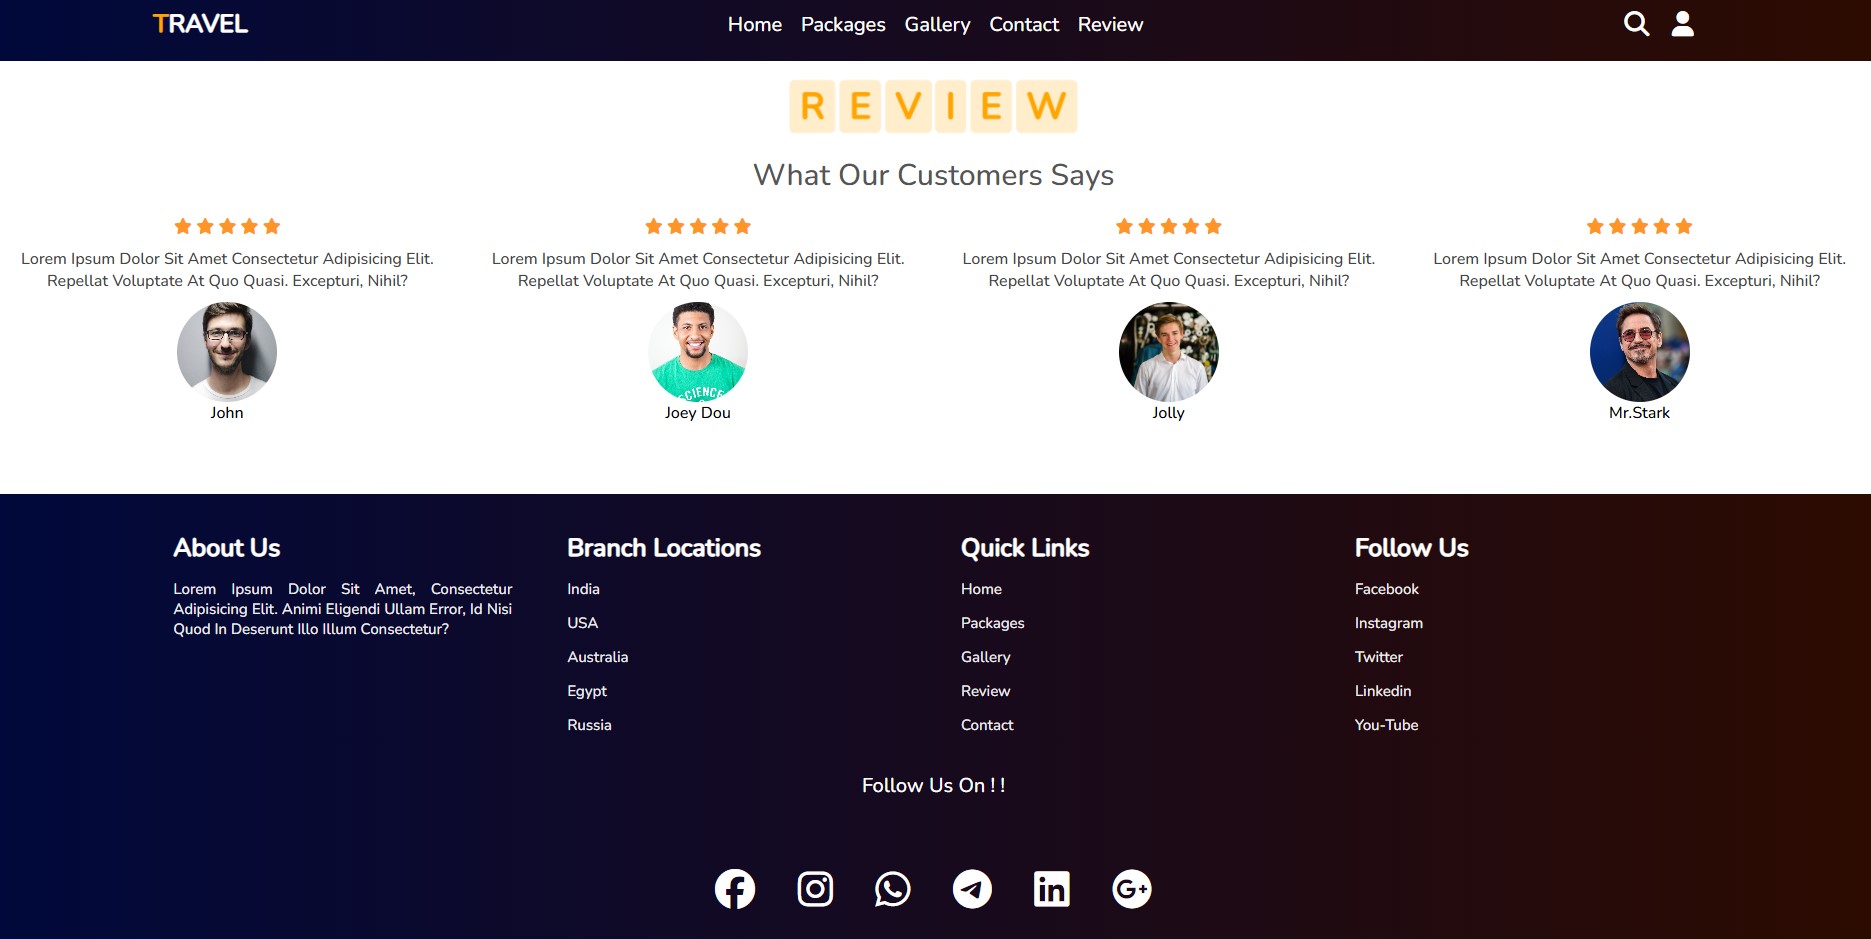 TRAVEL
Home Packages Gallery Contact Review
REVIEW
What Our Customers Says
Lorem Ipsum Dolor Sit Amet Consectetur Adipisicing Elit.
Repellat Voluptate At Quo Quasi. Excepturi, Nihil?
SCIENCE
John
Lorem Ipsum Dolor Sit Amet Consectetur Adipisicing Elit.
Repellat Voluptate At Quo Quasi. Excepturi, Nihil?
Joey Dou
Lorem Ipsum Dolor Sit Amet Consectetur Adipisicing Elit.
Repellat Voluptate At Quo Quasi. Excepturi, Nihil?
Jolly
Lorem Ipsum Dolor Sit Amet Consectetur Adipisicing Elit.
Repellat Voluptate At Quo Quasi. Excepturi, Nihil?
Mr.Stark
About Us
Lorem Ipsum Dolor Sit Amet, Consectetur
Adipisicing Elit. Animi Eligendi Ullam Error, Id Nisi
Quod In Deserunt Illo Illum Consectetur?
Branch Locations
India
USA
Australia
Egypt
Russia
Quick Links
Home
Packages
Gallery
Review
Contact
Follow Us
Facebook
Instagram
Twitter
Linkedin
You-Tube
Follow Us On ! !
in
G+